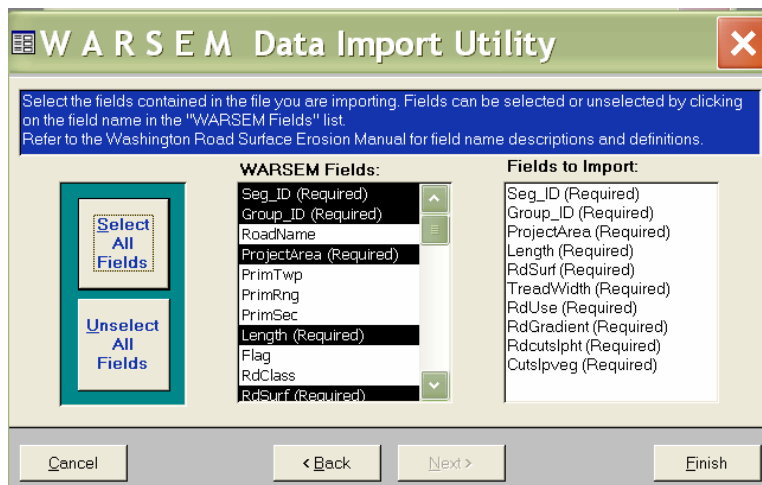 W A R S E M Data Import Utility
Select the fields contained in the file you are importing. Fields can be selected or unselected by clicking
on the field name in the "WARSEM Fields" list.
Refer to the Washington Road Surface Erosion Manual for field name descriptions and definitions.
Select
All
Fields
Unselect
All
Fields
WARSEM Fields:
Seg_ID (Required)
Group_ID (Required)
RoadName
ProjectArea (Required)
PrimTwp
PrimRng
PrimSec
Length (Required)
Flag
RdClass
RdSurf (Required)
Fields to Import:
Seg_ID (Required)
Group_ID (Required)
ProjectArea (Required)
Length (Required)
RdSurf (Required)
TreadWidth (Required)
RdUse (Required)
RdGradient (Required)
Rdcutslpht (Required)
Cutslpveg (Required)
Cancel
< Back
Next >
Finish